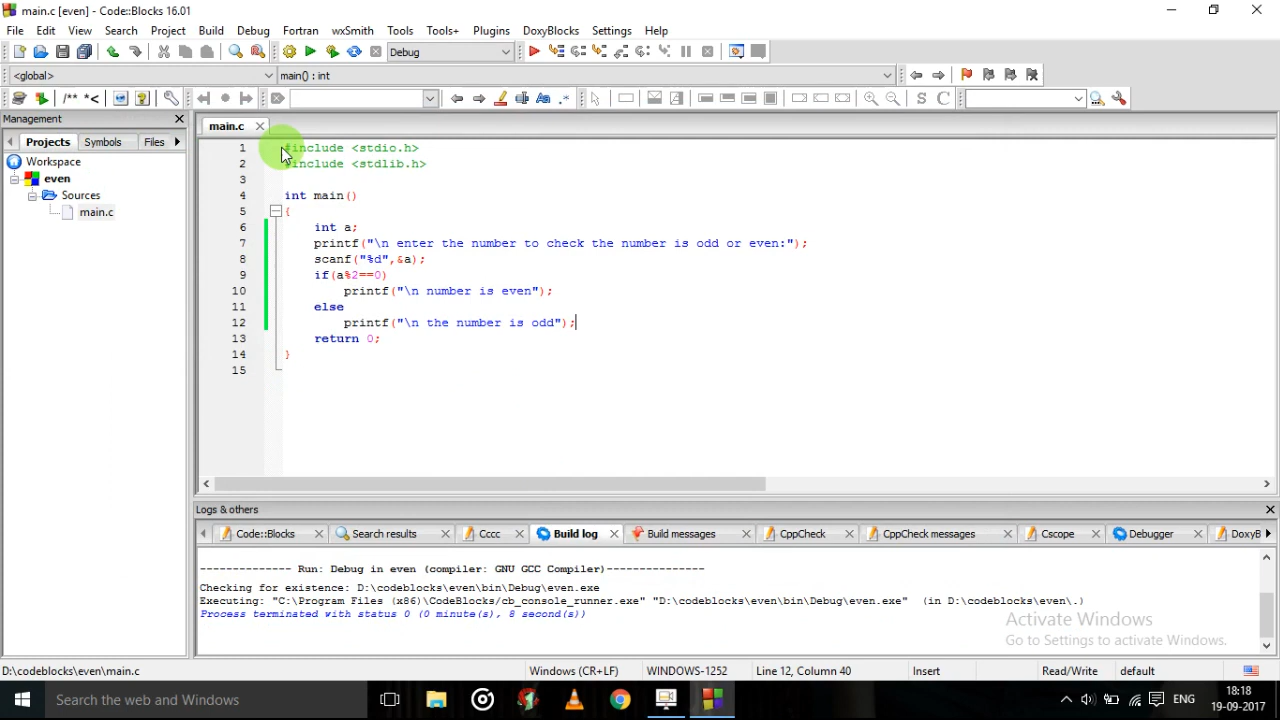 main.c [even] - Code::Blocks 16.01
File Edit View Search Project Build Debug Fortran wxSmith Tools Tools+ Plugins DoxyBlocks Settings Help
Debug
<global> main() : int
/** *<
S C
Management
Projects Symbols Files
main.c
Workspace
even
Sources
main.c
1 #include <stdio.h>
2 #include <stdlib.h>
3
4 int main()
5 {
6 int a;
7 printf("\n enter the number to check the number is odd or even:");
8 scanf("%d",&a);
9 if(a%2==0)
10 printf("\n number is even");
11 else
12 printf("\n the number is odd");
13 return 0;
14 }
15
Logs & others
Code::Blocks Search results Cccc Build log Build messages CppCheck CppCheck messages Cscope Debugger DoxyB
-------------- Run: Debug in even (compiler: GNU GCC Compiler)---------------
Checking for existence: D:\codeblocks\even\bin\Debug\even.exe
Executing: "C:\Program Files (x86)\CodeBlocks/cb_console_runner.exe" "D:\codeblocks\even\bin\Debug\even.exe" (in D:\codeblocks\even\.)
Process terminated with status 0 (0 minute(s), 8 second(s))
Activate Windows
Go to Settings to activate Windows.
D:\codeblocks\even\main.c Windows (CR+LF) WINDOWS-1252 Line 12, Column 40 Insert Read/Write default
Search the web and Windows
ENG
18:18
19-09-2017